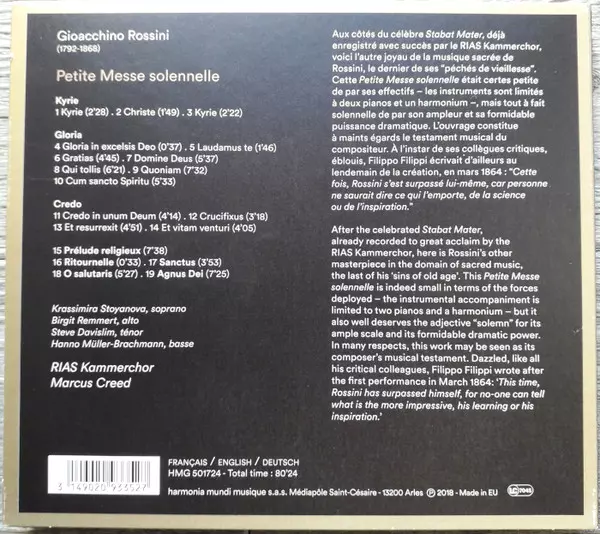 Gioacchino Rossini
(1792-1868)
Petite Messe solennelle
Kyrie
1 Kyrie (2'28) . 2 Christe (1'49) . 3 Kyrie (2'22)
Gloria
4 Gloria in excelsis Deo (0'37) . 5 Laudamus te (1'46)
6 Gratias (4'45) . 7 Domine Deus (5'37)
8 Qui tollis (6'21) . 9 Quoniam (7'32)
10 Cum sancto Spiritu (5'33)
Credo
11 Credo in unum Deum (4'14) . 12 Crucifixus (3'18)
13 Et resurrexit (4'51) . 14 Et vitam venturi (4'05)
15 Prélude religieux (7'38)
16 Ritournelle (0'33) . 17 Sanctus (3'53)
18 O salutaris (5'27) . 19 Agnus Dei (7'25)
Krassimira Stoyanova, soprano
Birgit Remmert, alto
Steve Davislim, ténor
Hanno Müller-Brachmann, basse
RIAS Kammerchor
Marcus Creed
Aux côtés du célèbre Stabat Mater, déjà
enregistré avec succès par le RIAS Kammerchor,
voici l'autre joyau de la musique sacrée de
Rossini, le dernier de ses "péchés de vieillesse".
Cette Petite Messe solennelle était certes petite
de par ses effectifs – les instruments sont limités
à deux pianos et un harmonium –, mais tout à fait
solennelle de par son ampleur et sa formidable
puissance dramatique. L'ouvrage constitue
à maints égards le testament musical du
compositeur. À l'instar de ses collègues critiques,
éblouis, Filippo Filippi écrivait d'ailleurs au
lendemain de la création, en mars 1864 : "Cette
fois, Rossini s'est surpassé lui-même, car personne
ne saurait dire ce qui l'emporte, de la science
ou de l'inspiration."
After the celebrated Stabat Mater,
already recorded to great acclaim by the
RIAS Kammerchor, here is Rossini's other
masterpiece in the domain of sacred music,
the last of his 'sins of old age'. This Petite Messe
solennelle is indeed small in terms of the forces
deployed – the instrumental accompaniment is
limited to two pianos and a harmonium – but it
also well deserves the adjective "solemn" for its
ample scale and its formidable dramatic power.
In many respects, this work may be seen as its
composer's musical testament. Dazzled, like all
his critical colleagues, Filippo Filippi wrote after
the first performance in March 1864: 'This time,
Rossini has surpassed himself, for no-one can tell
what is the more impressive, his learning or his
inspiration.'
3 149020 933527
FRANÇAIS / ENGLISH / DEUTSCH
HMG 501724 - Total time : 80'24
harmonia mundi musique s.a.s. Médiapôle Saint-Césaire - 13200 Arles ℗ 2018 - Made in EU
LC 7045